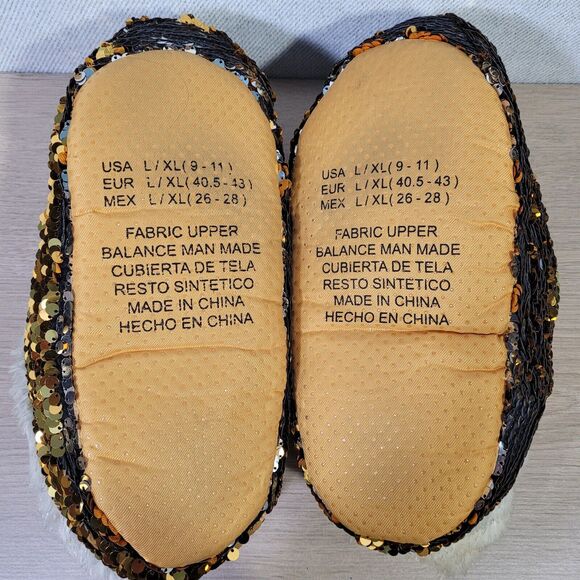 USA L / XL( 9 - 11 )
EUR L / XL( 40.5 - 43 )
MEX L / XL( 26 - 28 )
FABRIC UPPER
BALANCE MAN MADE
CUBIERTA DE TELA
RESTO SINTETICO
MADE IN CHINA
HECHO EN CHINA
USA L / XL( 9 - 11 )
EUR L / XL( 40.5 - 43 )
MEX L / XL( 26 - 28 )
FABRIC UPPER
BALANCE MAN MADE
CUBIERTA DE TELA
RESTO SINTETICO
MADE IN CHINA
HECHO EN CHINA